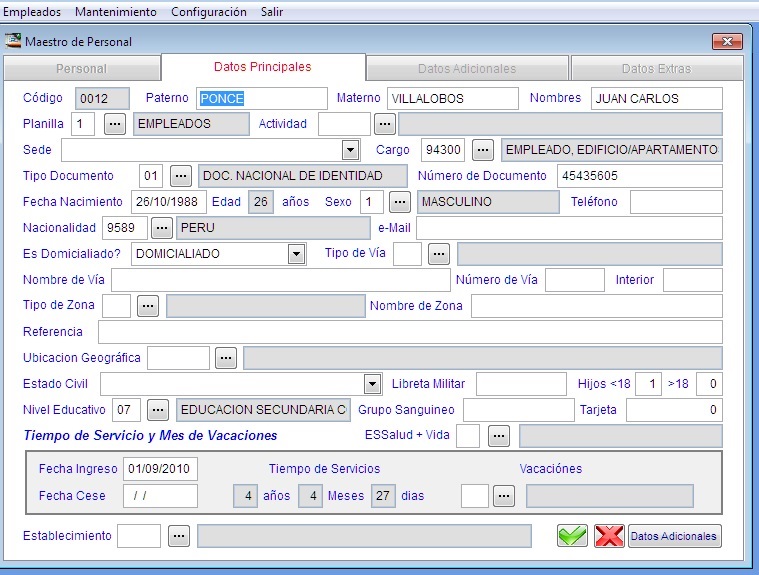 Empleados Mantenimiento Configuración Salir
Maestro de Personal
Personal Datos Principales Datos Adicionales Datos Extras
Código 0012 Paterno PONCE Materno VILLALOBOS Nombres JUAN CARLOS
Planilla 1 ... EMPLEADOS Actividad ...
Sede Cargo 94300 ... EMPLEADO, EDIFICIO/APARTAMENTO
Tipo Documento 01 ... DOC. NACIONAL DE IDENTIDAD Número de Documento 45435605
Fecha Nacimiento 26/10/1988 Edad 26 años Sexo 1 ... MASCULINO Teléfono
Nacionalidad 9589 ... PERU e-Mail
Es Domicialiado? DOMICIALIADO Tipo de Vía ...
Nombre de Vía Número de Vía Interior
Tipo de Zona ... Nombre de Zona
Referencia
Ubicacion Geográfica ...
Estado Civil Libreta Militar Hijos <18 1 >18 0
Nivel Educativo 07 ... EDUCACION SECUNDARIA C Grupo Sanguineo Tarjeta 0
Tiempo de Servicio y Mes de Vacaciones ESSalud + Vida ...
Fecha Ingreso 01/09/2010 Tiempo de Servicios Vacaciónes
Fecha Cese / / 4 años 4 Meses 27 dias ...
Establecimiento ... Datos Adicionales